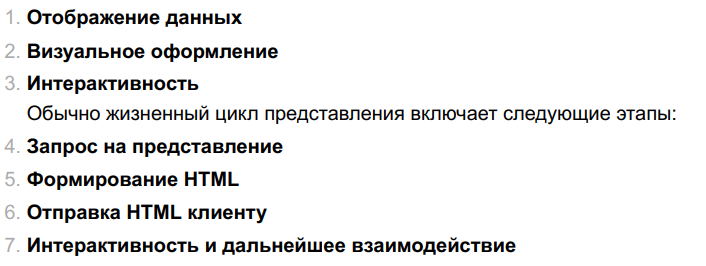 1. Отображение данных
2. Визуальное оформление
3. Интерактивность
Обычно жизненный цикл представления включает следующие этапы:
4. Запрос на представление
5. Формирование HTML
6. Отправка HTML клиенту
7. Интерактивность и дальнейшее взаимодействие